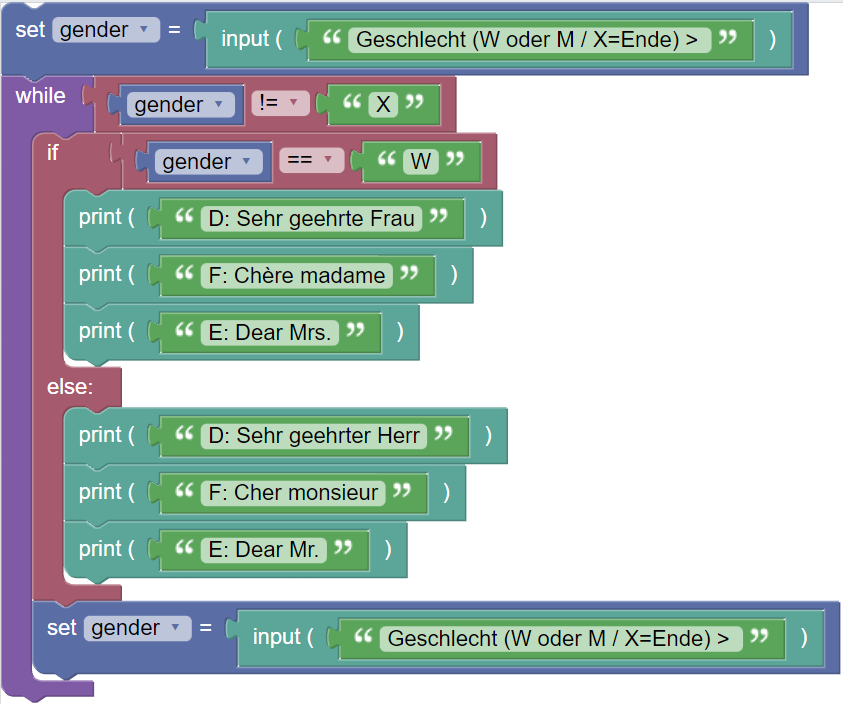 set gender = input ( “ Geschlecht (W oder M / X=Ende) > ” )
while gender != “ X ”
if gender == “ W ”
print ( “ D: Sehr geehrte Frau ” )
print ( “ F: Chère madame ” )
print ( “ E: Dear Mrs. ” )
else:
print ( “ D: Sehr geehrter Herr ” )
print ( “ F: Cher monsieur ” )
print ( “ E: Dear Mr. ” )
set gender = input ( “ Geschlecht (W oder M / X=Ende) > ” )